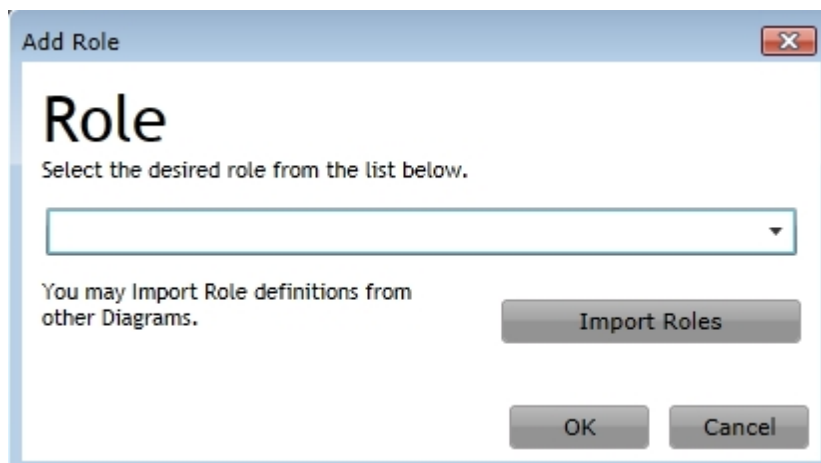 Add Role
Role
Select the desired role from the list below.
You may Import Role definitions from
other Diagrams.
Import Roles
OK
Cancel